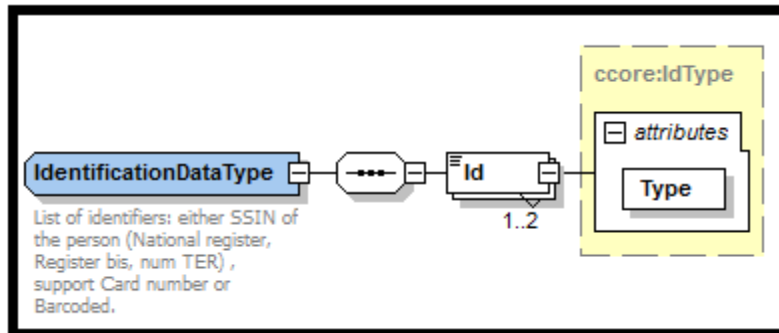 ccore:IdType
attributes
IdentificationDataType
Id
Type
1..2
List of identifiers: either SSIN of
the person (National register,
Register bis, num TER) ,
support Card number or
Barcoded.